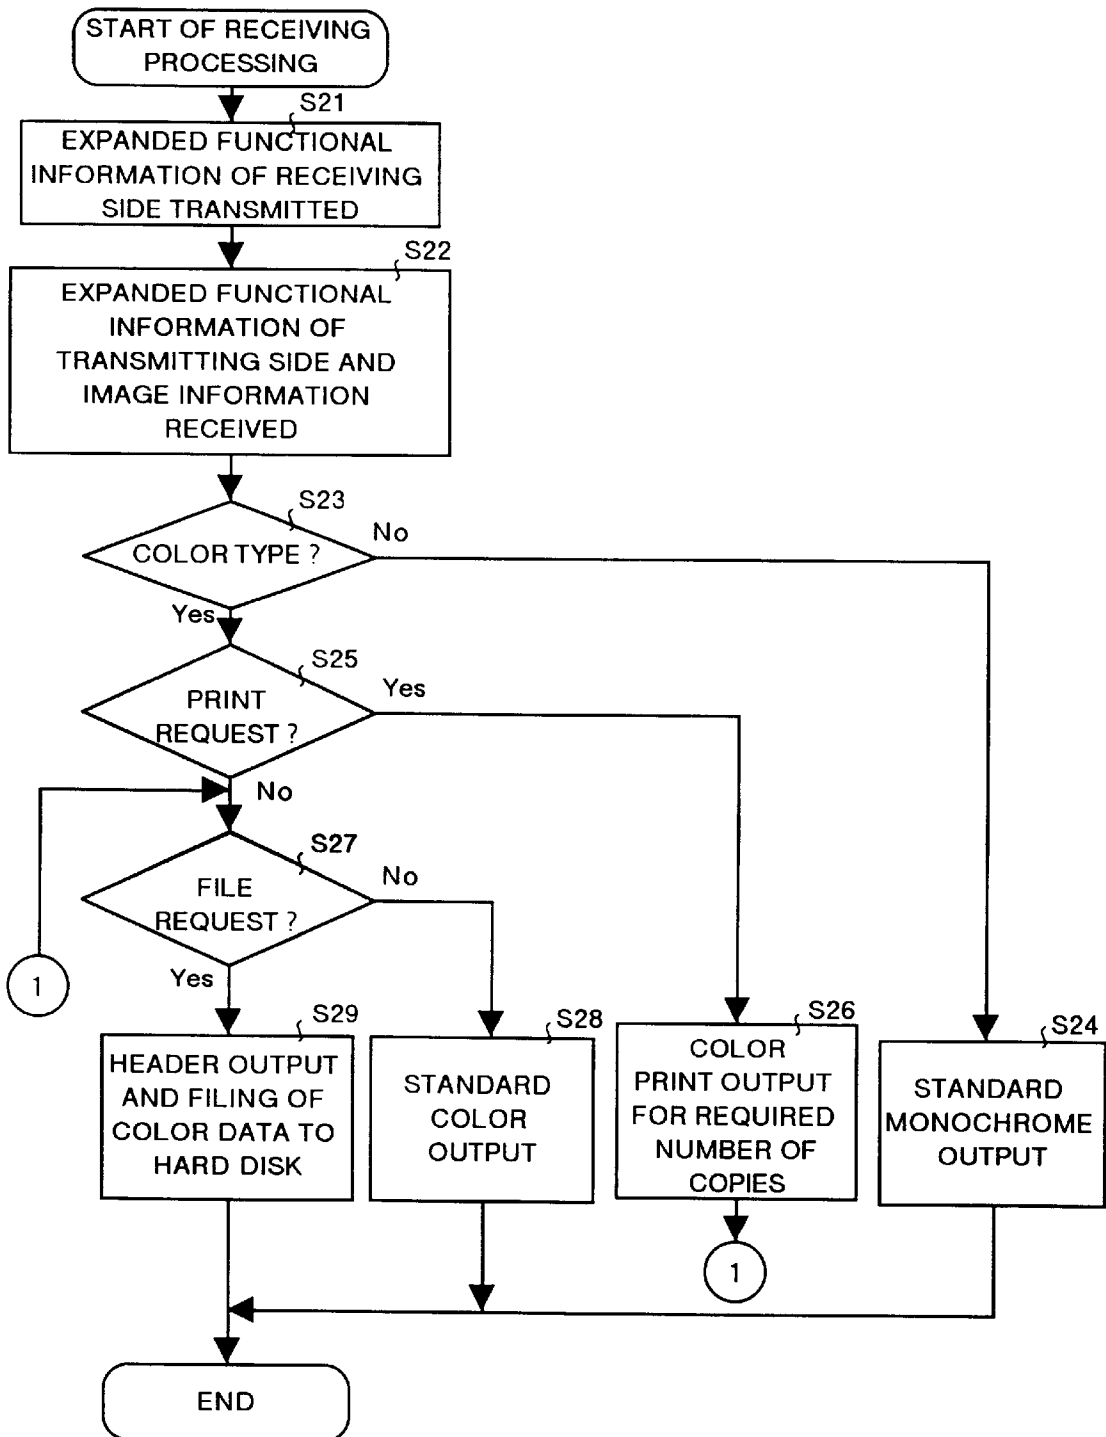 START OF RECEIVING
PROCESSING
S21
EXPANDED FUNCTIONAL
INFORMATION OF RECEIVING
SIDE TRANSMITTED
S22
EXPANDED FUNCTIONAL
INFORMATION OF
TRANSMITTING SIDE AND
IMAGE INFORMATION
RECEIVED
S23
COLOR TYPE ?
No
Yes
S25
PRINT
REQUEST ?
Yes
No
S27
FILE
REQUEST ?
No
Yes
1
S29
HEADER OUTPUT
AND FILING OF
COLOR DATA TO
HARD DISK
S28
STANDARD
COLOR
OUTPUT
S26
COLOR
PRINT OUTPUT
FOR REQUIRED
NUMBER OF
COPIES
S24
STANDARD
MONOCHROME
OUTPUT
1
END